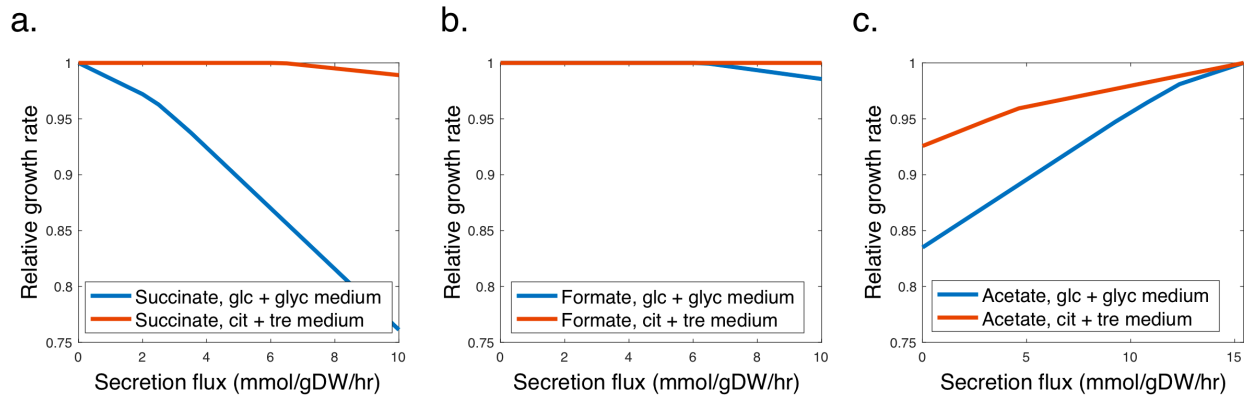 a.
Relative growth rate
1
0.95
0.9
0.85
0.8
0.75
Succinate, glc + glyc medium
Succinate, cit + tre medium
0 2 4 6 8 10
Secretion flux (mmol/gDW/hr)
b.
Relative growth rate
1
0.95
0.9
0.85
0.8
0.75
Formate, glc + glyc medium
Formate, cit + tre medium
0 2 4 6 8 10
Secretion flux (mmol/gDW/hr)
c.
Relative growth rate
1
0.95
0.9
0.85
0.8
0.75
Acetate, glc + glyc medium
Acetate, cit + tre medium
0 5 10 15
Secretion flux (mmol/gDW/hr)